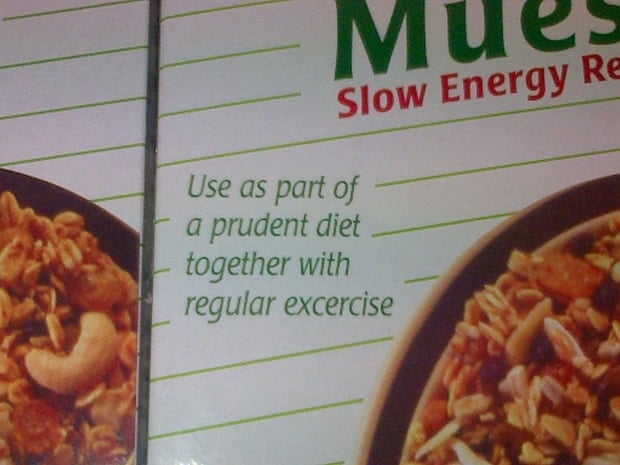 Mues
Slow Energy Re
Use as part of
a prudent diet
together with
regular excercise